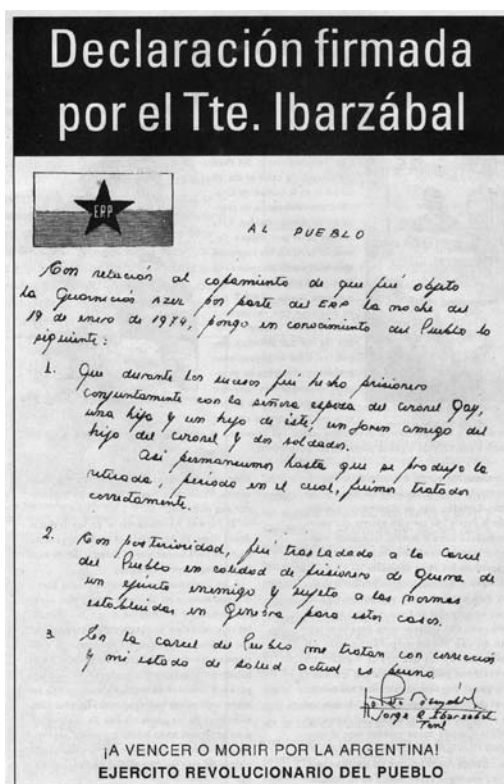 Declaración firmada
por el Tte. Ibarzábal
ERP
AL PUEBLO
Con relación al copamiento de que fué objeto
la Guarnición Azul por parte del ERP la noche del
19 de enero de 1974, pongo en conocimiento del Pueblo lo
siguiente:
1. Que durante los sucesos fuí hecho prisionero
conjuntamente con la señora esposa del coronel Gay,
una hija y un hijo de éste, un joven amigo del
hijo del coronel y dos soldados.
Asi permanecimos hasta que se produjo la
retirada, período en el cual, fuimos tratados
correctamente.
2. Con posterioridad, fuí trasladado a la Carcel
del Pueblo en calidad de prisionero de Guerra de
un ejército enemigo y sujeto a las normas
establecidas en Genebra para estos casos.
3. En la carcel del Pueblo me tratan con corrección
y mi estado de salud actual es bueno
Jorge R Ibarzabal
¡A VENCER O MORIR POR LA ARGENTINA!
EJERCITO REVOLUCIONARIO DEL PUEBLO